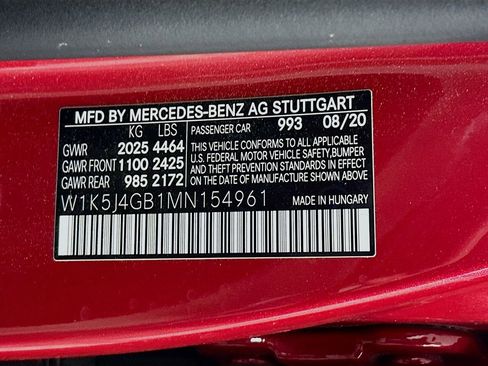 MFD BY MERCEDES-BENZ AG STUTTGART
KG LBS PASSENGER CAR 993 08/20
GVWR 2025 4464 THIS VEHICLE CONFORMS TO ALL APPLICABLE
GAWR FRONT 1100 2425 U.S. FEDERAL MOTOR VEHICLE SAFETY, BUMPER
GAWR REAR 985 2172 AND THEFT PREVENTION STANDARDS IN EFFECT ON THE DATE OF MANUFACTURE SHOWN ABOVE.
W1K5J4GB1MN154961 MADE IN HUNGARY